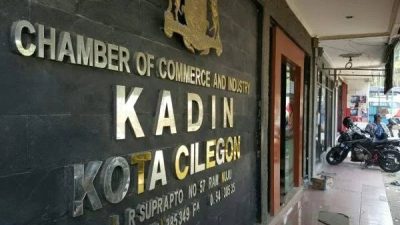 CHAMBER OF COMMERCE AND INDUSTRY
KADIN
KOTA CILEGON
R SUPRAPTO NO 57